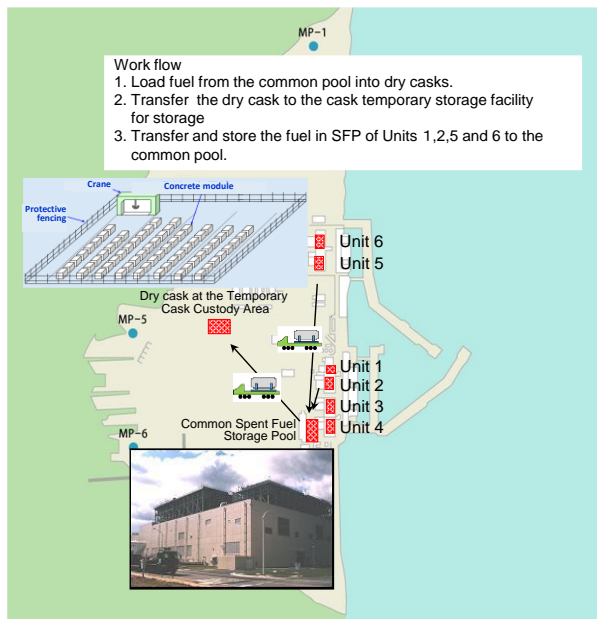 MP-1
Work flow
1. Load fuel from the common pool into dry casks.
2. Transfer the dry cask to the cask temporary storage facility
for storage
3. Transfer and store the fuel in SFP of Units 1,2,5 and 6 to the
common pool.
Crane
Concrete module
Protective
fencing
Unit 6
Unit 5
Dry cask at the Temporary
Cask Custody Area
MP-5
Unit 1
Unit 2
Unit 3
Common Spent Fuel
Storage Pool
Unit 4
MP-6